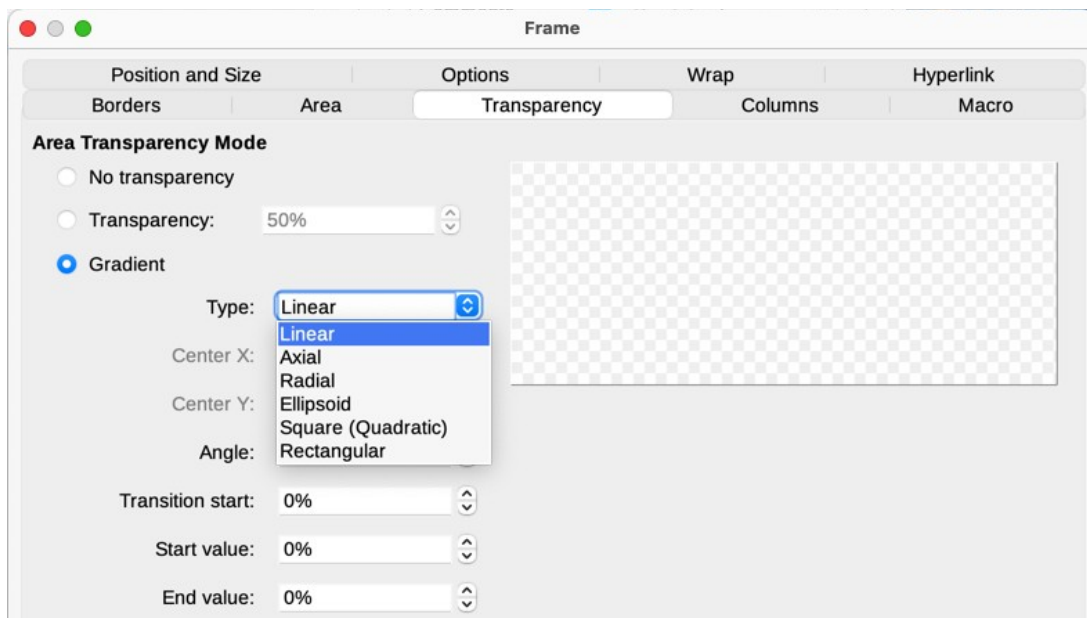 Frame
Position and Size Options Wrap Hyperlink
Borders Area Transparency Columns Macro
Area Transparency Mode
No transparency
Transparency: 50%
Gradient
Type: Linear
Linear
Center X: Axial
Radial
Center Y: Ellipsoid
Square (Quadratic)
Angle: Rectangular
Transition start: 0%
Start value: 0%
End value: 0%